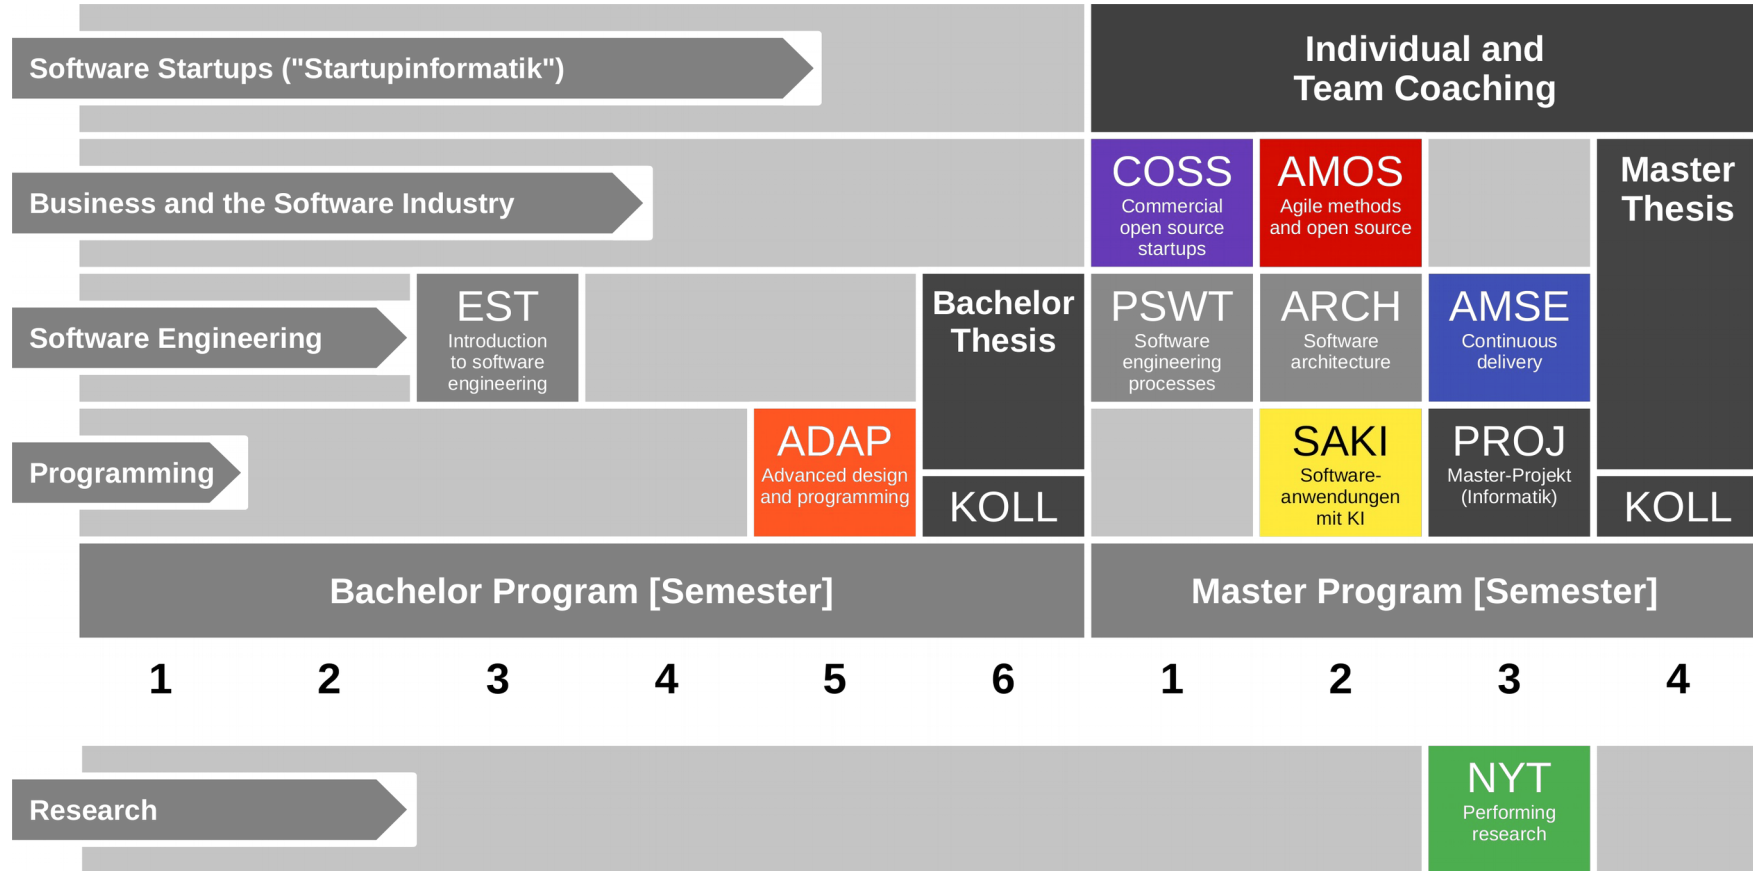 Software Startups ("Startupinformatik")
Individual and
Team Coaching
Business and the Software Industry
COSS
Commercial
open source
startups
AMOS
Agile methods
and open source
Master
Thesis
Software Engineering
EST
Introduction
to software
engineering
Bachelor
Thesis
PSWT
Software
engineering
processes
ARCH
Software
architecture
AMSE
Continuous
delivery
Programming
ADAP
Advanced design
and programming
KOLL
SAKI
Software-
anwendungen
mit KI
PROJ
Master-Projekt
(Informatik)
KOLL
Bachelor Program [Semester]
Master Program [Semester]
1 2 3 4 5 6 1 2 3 4
Research
NYT
Performing
research